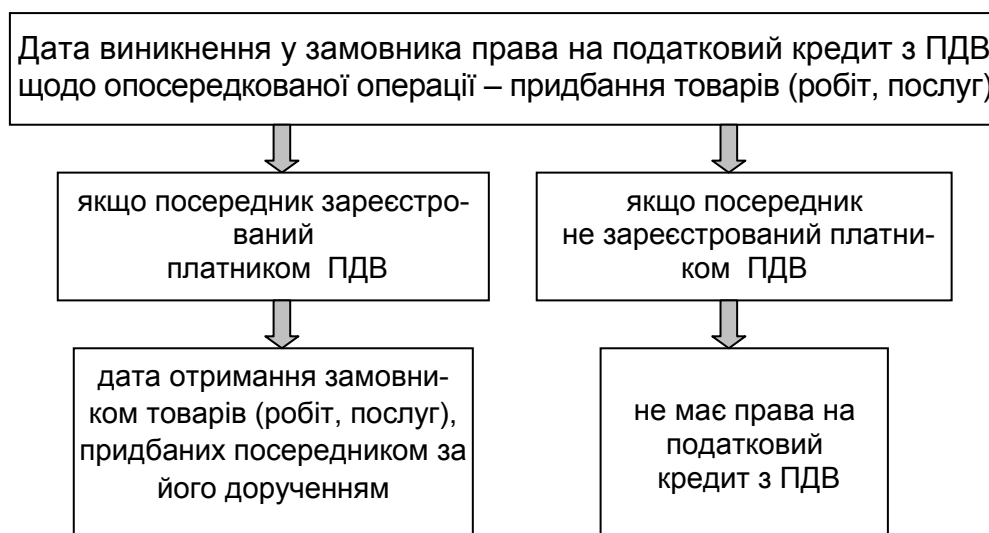 Дата виникнення у замовника права на податковий кредит з ПДВ
щодо опосередкованої операції – придбання товарів (робіт, послуг)
якщо посередник зареєстро-
ваний
платником ПДВ
якщо посередник
не зареєстрований платни-
ком ПДВ
дата отримання замовни-
ком товарів (робіт, послуг),
придбаних посередником за
його дорученням
не має права на
податковий
кредит з ПДВ